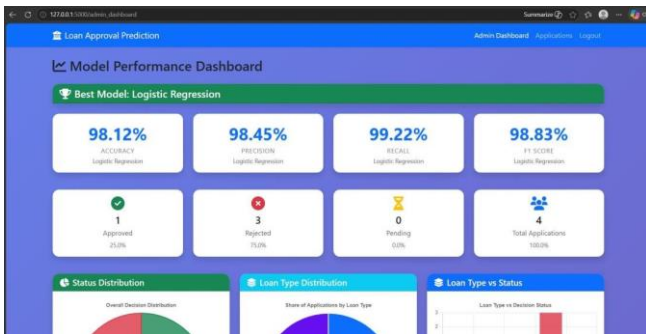 127.0.0.1:5000/admin_dashboard
Summarize
Loan Approval Prediction
Admin Dashboard Applications Logout
Model Performance Dashboard
Best Model: Logistic Regression
98.12% 98.45% 99.22% 98.83%
ACCURACY PRECISION RECALL F1 SCORE
Logistic Regression Logistic Regression Logistic Regression Logistic Regression
1 3 0 4
Approved Rejected Pending Total Applications
25.0% 75.0% 0.0% 100.0%
Status Distribution Loan Type Distribution Loan Type vs Status
Overall Decision Distribution Share of Applications by Loan Type Loan Type vs Decision Status
3
2